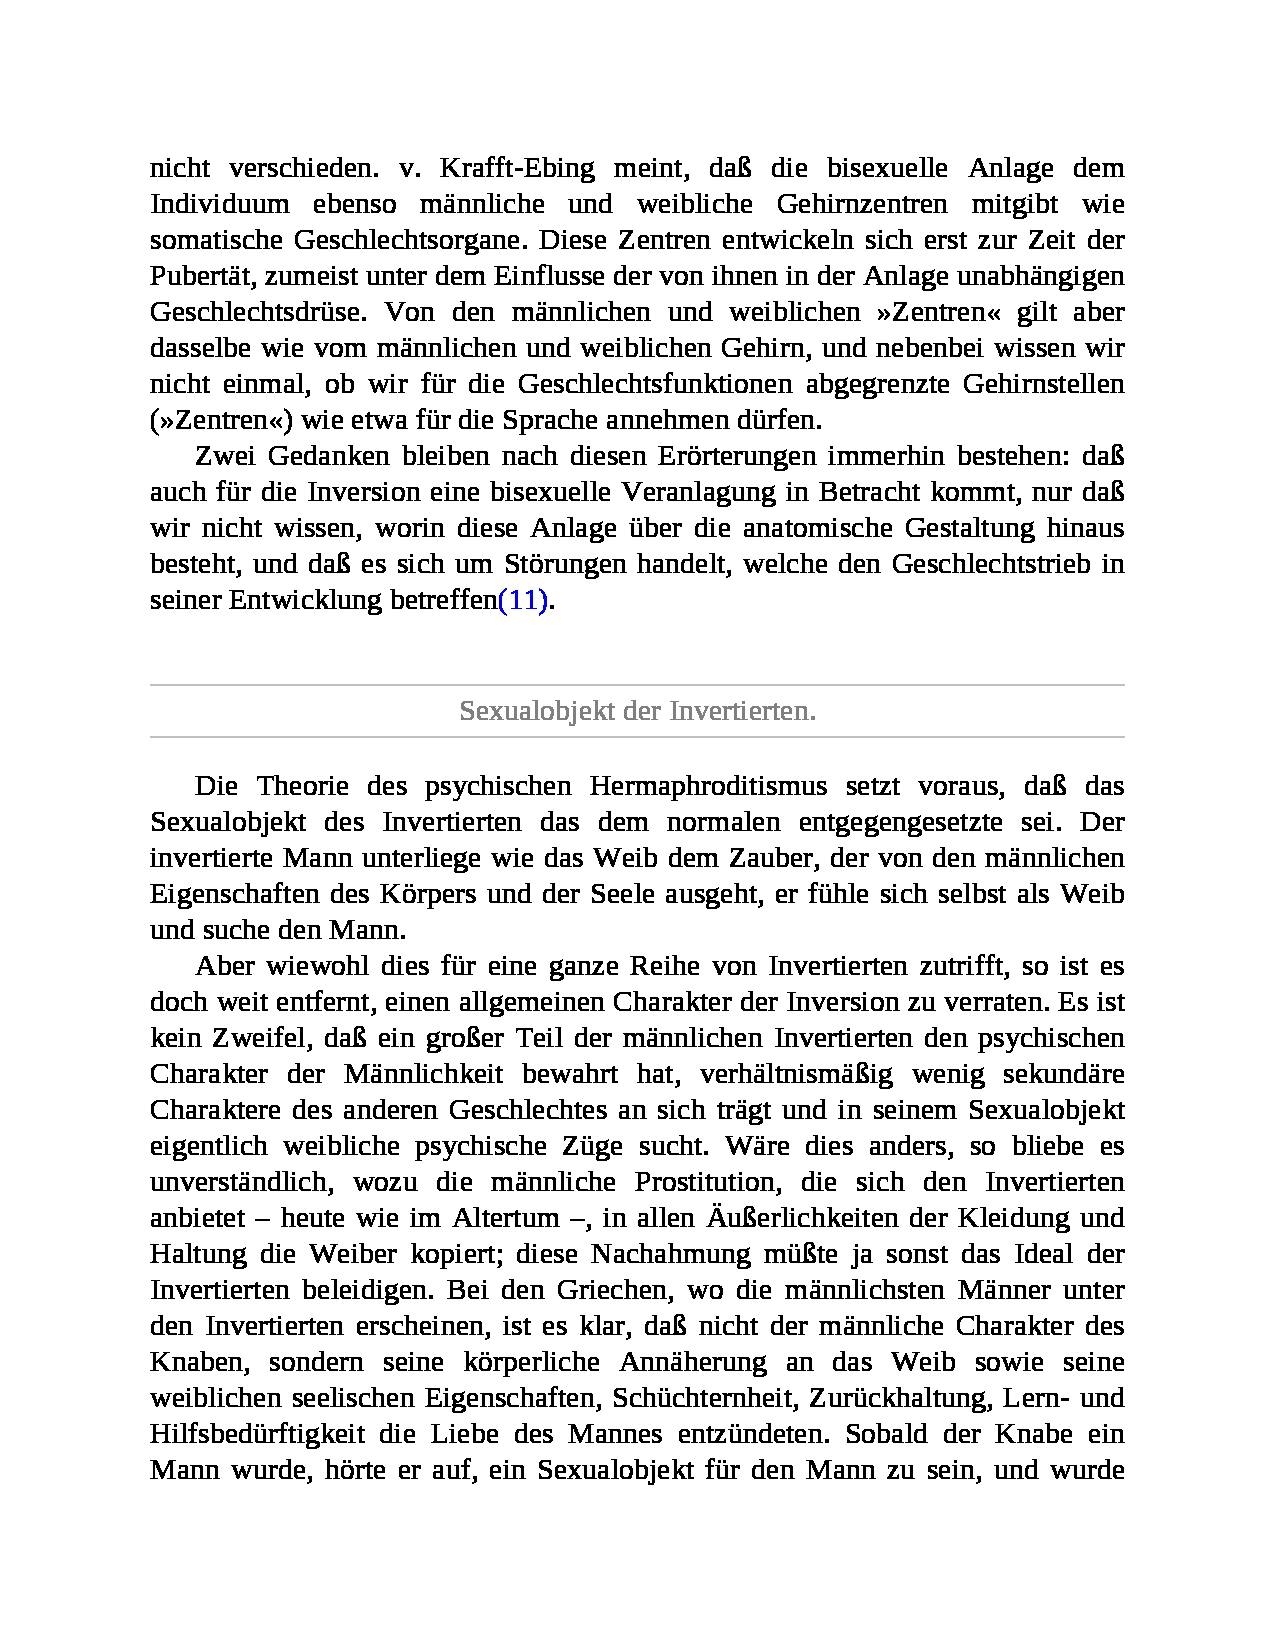 nicht verschieden. v. Krafft-Ebing meint, daß die bisexuelle Anlage dem
Individuum ebenso männliche und weibliche Gehirnzentren mitgibt wie
somatische Geschlechtsorgane. Diese Zentren entwickeln sich erst zur Zeit der
Pubertät, zumeist unter dem Einflusse der von ihnen in der Anlage unabhängigen
Geschlechtsdrüse. Von den männlichen und weiblichen »Zentren« gilt aber
dasselbe wie vom männlichen und weiblichen Gehirn, und nebenbei wissen wir
nicht einmal, ob wir für die Geschlechtsfunktionen abgegrenzte Gehirnstellen
(»Zentren«) wie etwa für die Sprache annehmen dürfen.
Zwei Gedanken bleiben nach diesen Erörterungen immerhin bestehen: daß
auch für die Inversion eine bisexuelle Veranlagung in Betracht kommt, nur daß
wir nicht wissen, worin diese Anlage über die anatomische Gestaltung hinaus
besteht, und daß es sich um Störungen handelt, welche den Geschlechtstrieb in
seiner Entwicklung betreffen(11).
Sexualobjekt der Invertierten.
Die Theorie des psychischen Hermaphroditismus setzt voraus, daß das
Sexualobjekt des Invertierten das dem normalen entgegengesetzte sei. Der
invertierte Mann unterliege wie das Weib dem Zauber, der von den männlichen
Eigenschaften des Körpers und der Seele ausgeht, er fühle sich selbst als Weib
und suche den Mann.
Aber wiewohl dies für eine ganze Reihe von Invertierten zutrifft, so ist es
doch weit entfernt, einen allgemeinen Charakter der Inversion zu verraten. Es ist
kein Zweifel, daß ein großer Teil der männlichen Invertierten den psychischen
Charakter der Männlichkeit bewahrt hat, verhältnismäßig wenig sekundäre
Charaktere des anderen Geschlechtes an sich trägt und in seinem Sexualobjekt
eigentlich weibliche psychische Züge sucht. Wäre dies anders, so bliebe es
unverständlich, wozu die männliche Prostitution, die sich den Invertierten
anbietet – heute wie im Altertum –, in allen Äußerlichkeiten der Kleidung und
Haltung die Weiber kopiert; diese Nachahmung müßte ja sonst das Ideal der
Invertierten beleidigen. Bei den Griechen, wo die männlichsten Männer unter
den Invertierten erscheinen, ist es klar, daß nicht der männliche Charakter des
Knaben, sondern seine körperliche Annäherung an das Weib sowie seine
weiblichen seelischen Eigenschaften, Schüchternheit, Zurückhaltung, Lern- und
Hilfsbedürftigkeit die Liebe des Mannes entzündeten. Sobald der Knabe ein
Mann wurde, hörte er auf, ein Sexualobjekt für den Mann zu sein, und wurde